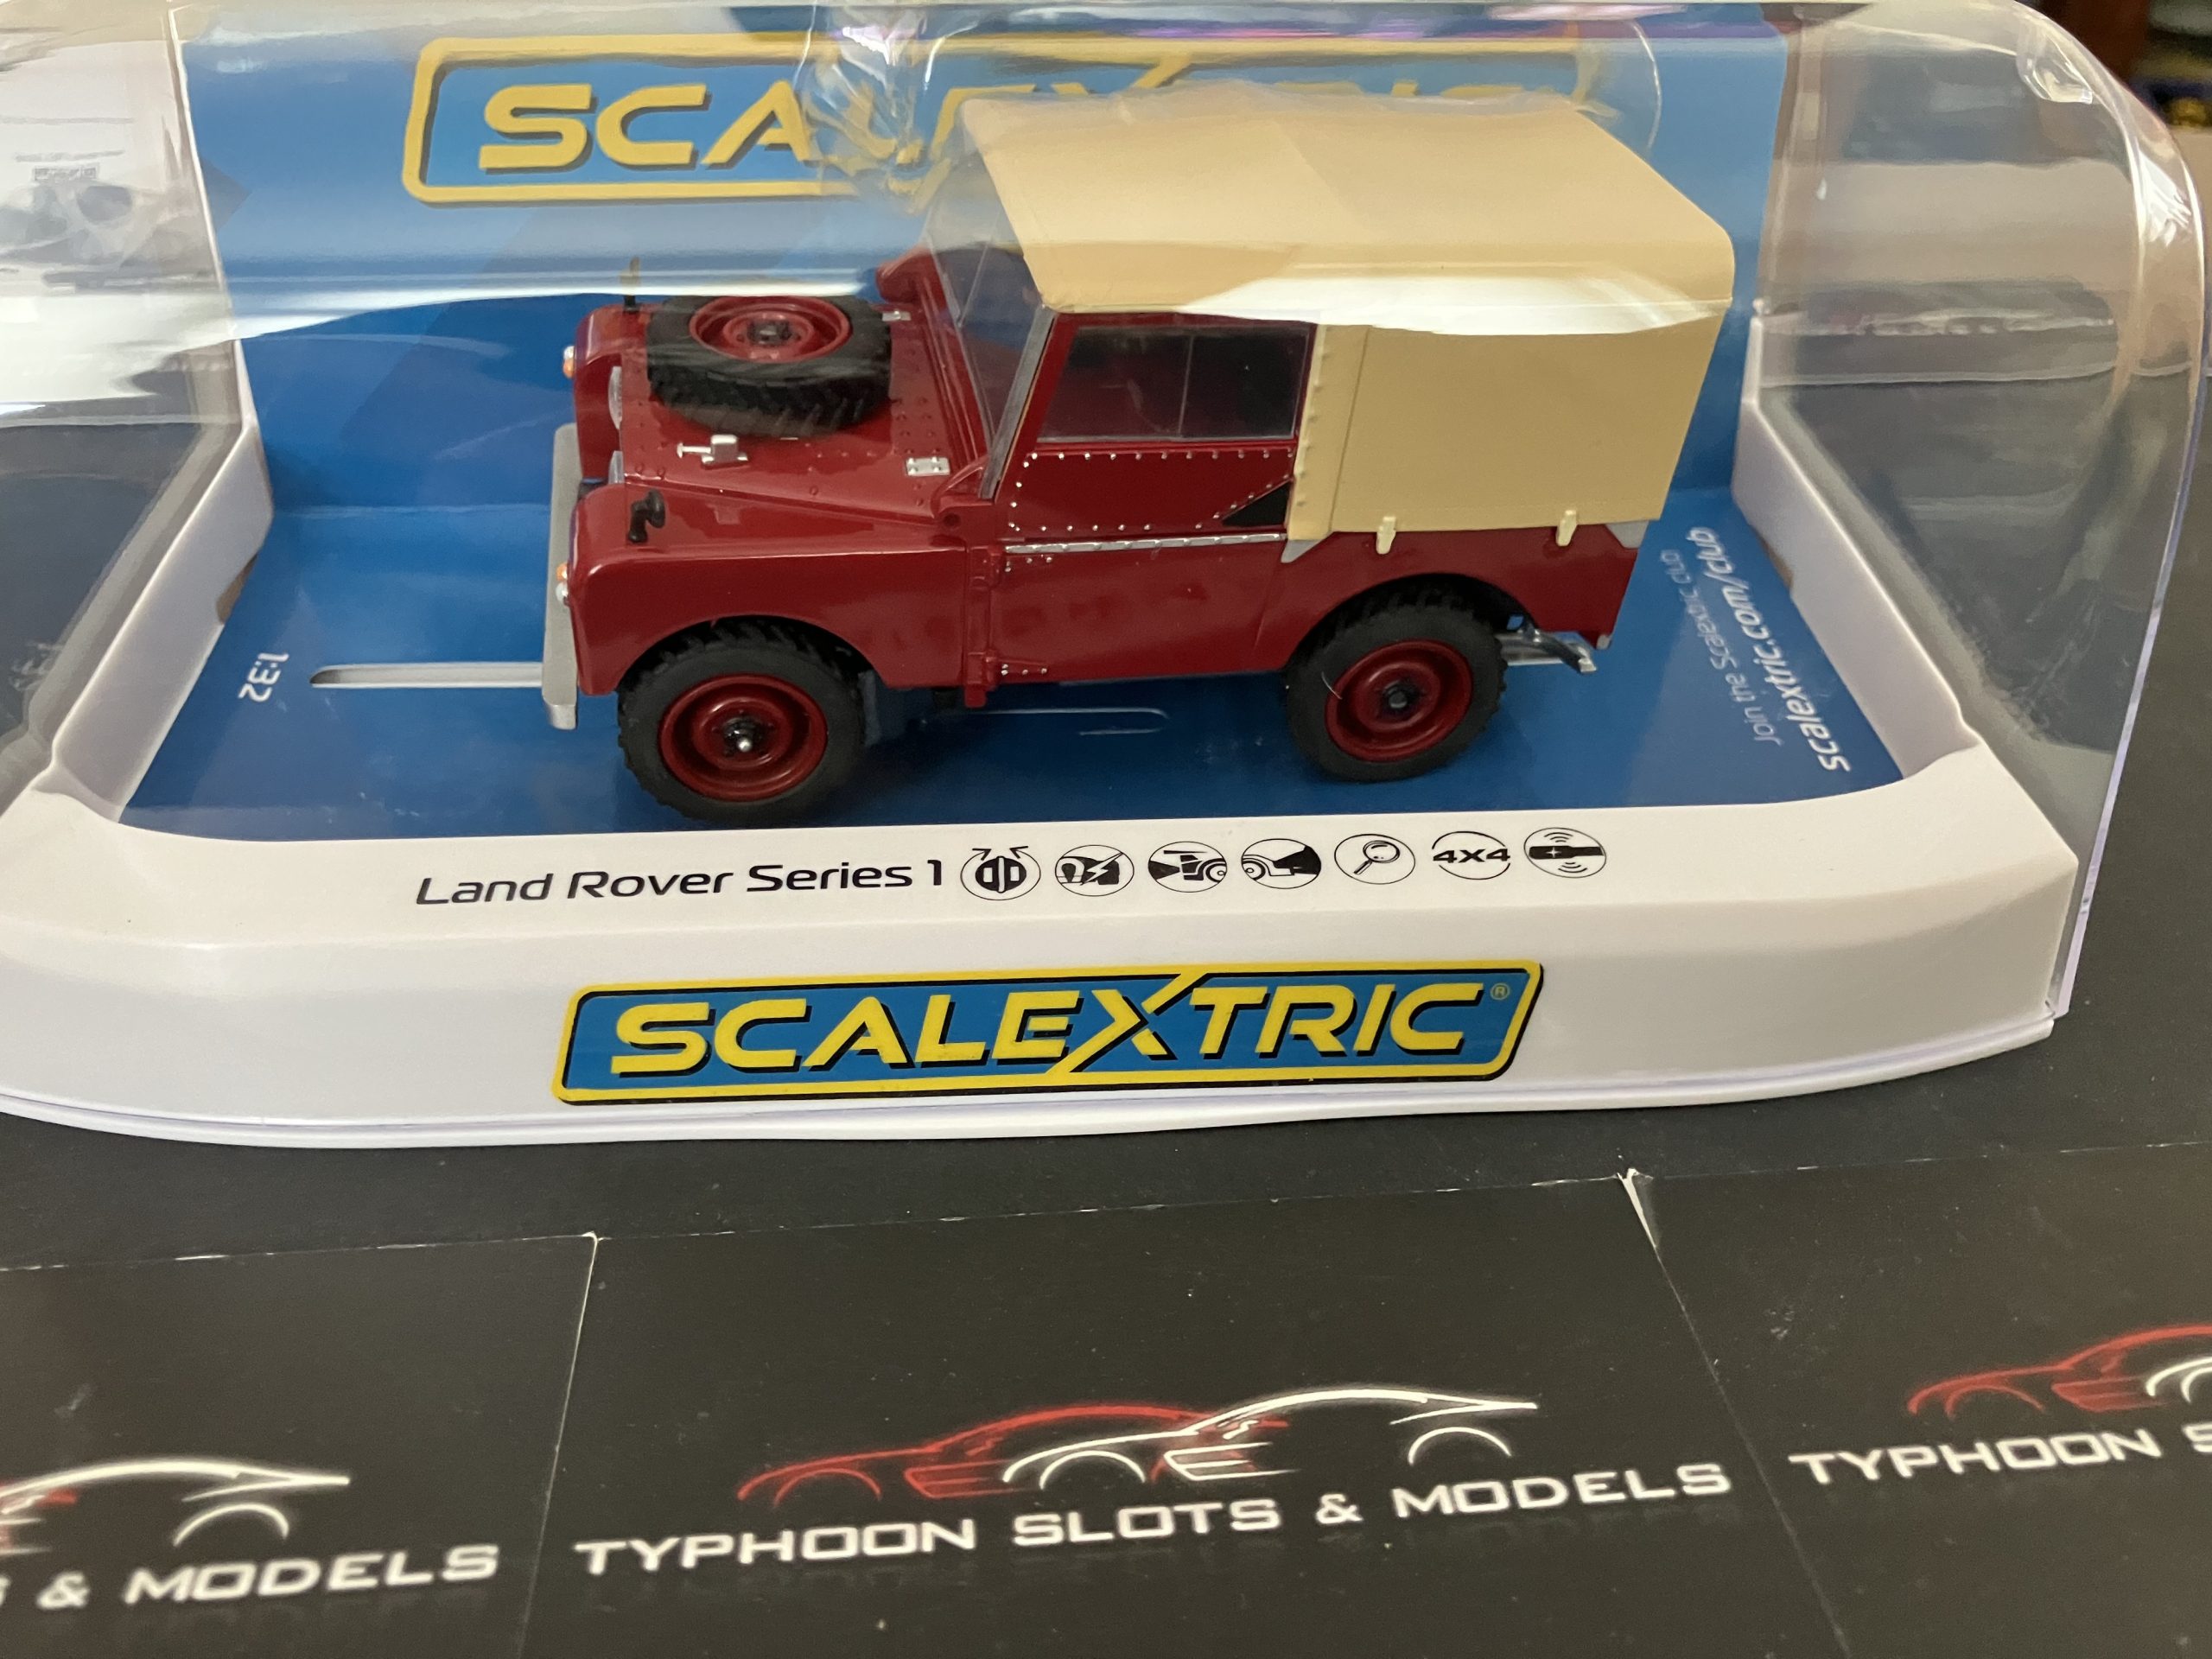 SCALEXTRIC
1:32
Join the Scalextric club
scalextric.com/club
Land Rover Series 1
4X4
SCALEXTRIC®
& MODELS
TYPHOON SLOTS & MODELS
TYPHOON S